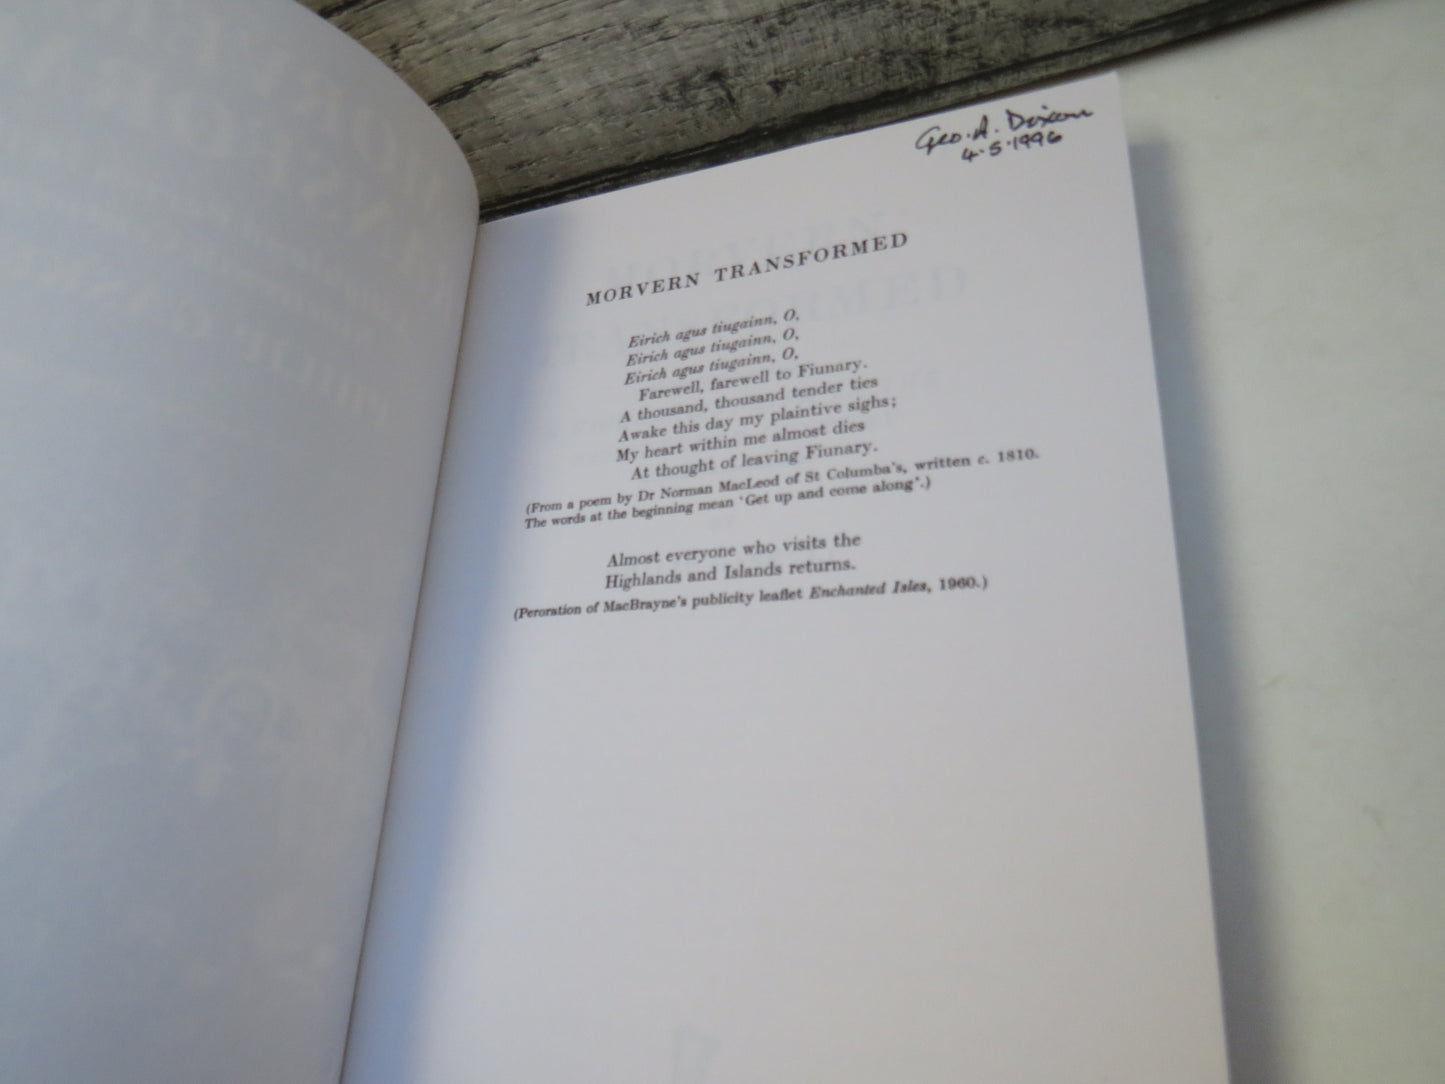 Geo. A. Dixon
4.5.1996
MORVERN TRANSFORMED
Eirich agus tiugainn, O,
Eirich agus tiugainn, O,
Eirich agus tiugainn, O,
Farewell, farewell to Fiunary.
A thousand, thousand tender ties
Awake this day my plaintive sighs;
My heart within me almost dies
At thought of leaving Fiunary.
(From a poem by Dr Norman MacLeod of St Columba's, written c. 1810.
The words at the beginning mean 'Get up and come along'.)
Almost everyone who visits the
Highlands and Islands returns.
(Peroration of MacBrayne's publicity leaflet Enchanted Isles, 1960.)